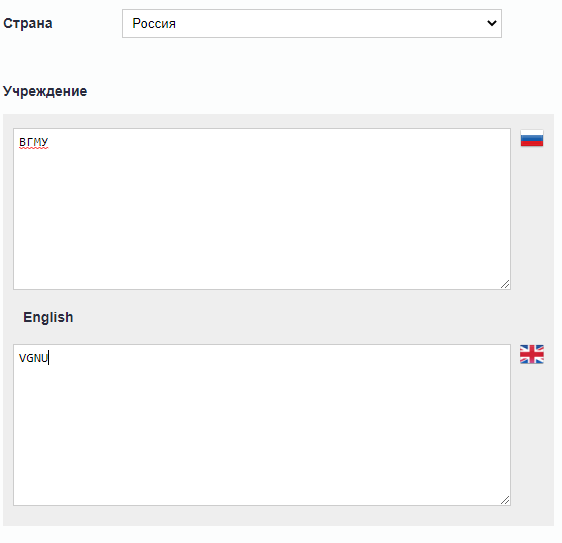 Страна
Россия
Учреждение
ВГМУ
English
VGNU